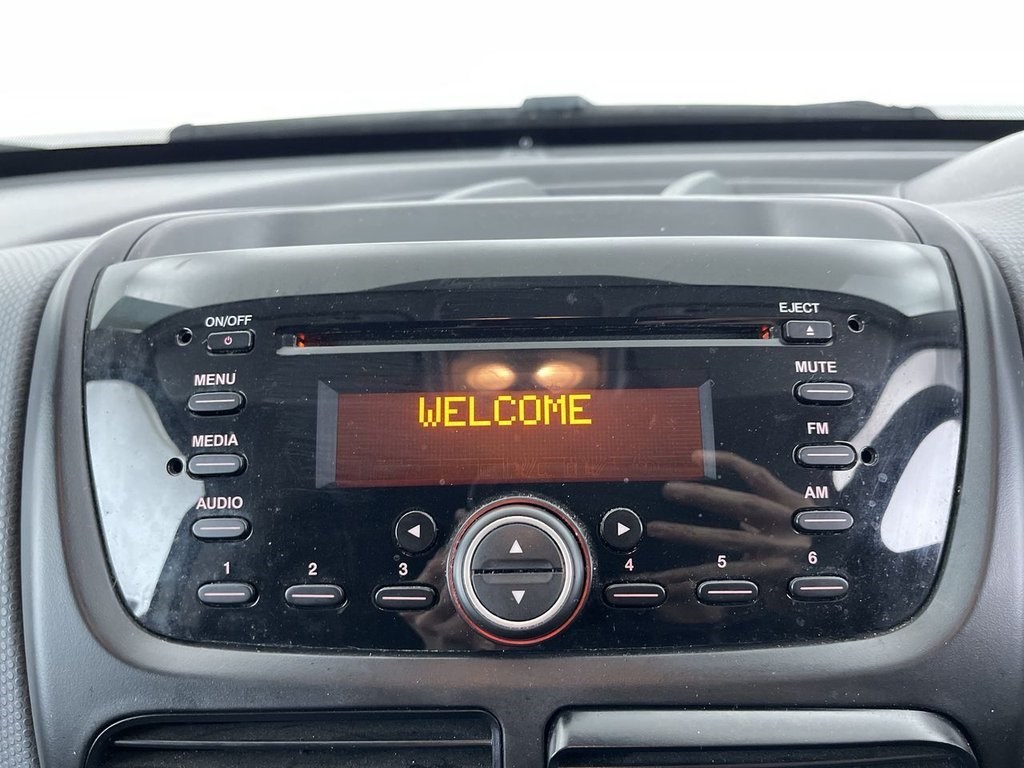 ON/OFF
EJECT
MENU
MUTE
WELCOME
MEDIA
FM
AUDIO
AM
1 2 3 4 5 6